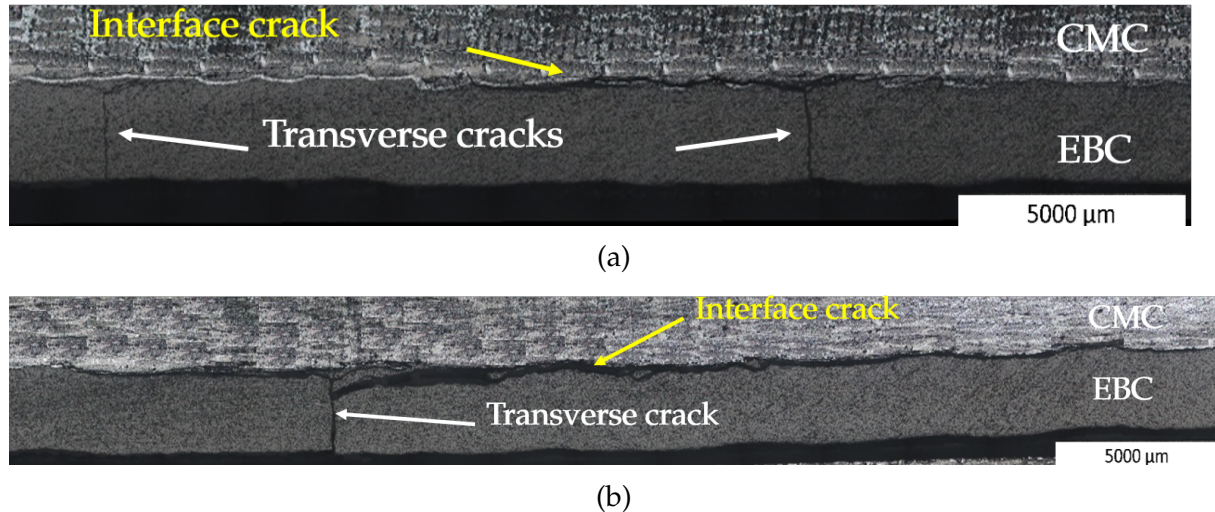 Interface crack
CMC
Transverse cracks
EBC
5000 µm
(a)
Interface crack
CMC
EBC
Transverse crack
5000 µm
(b)